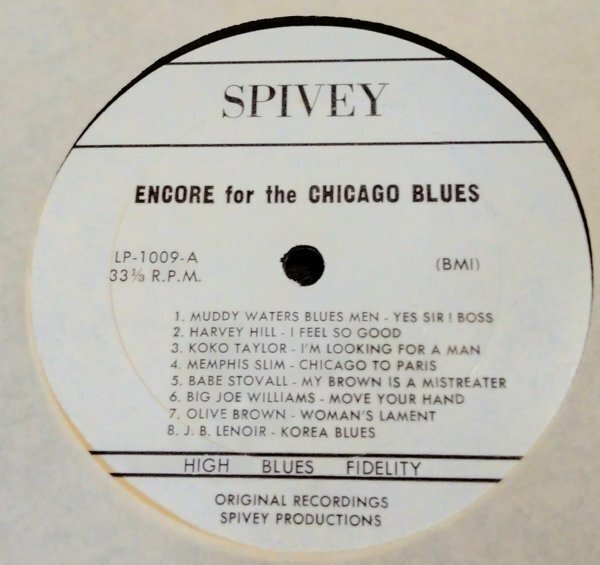 SPIVEY
ENCORE for the CHICAGO BLUES
LP-1009-A
33⅓ R.P.M.
(BMI)
1. MUDDY WATERS BLUES MEN - YES SIR! BOSS
2. HARVEY HILL - I FEEL SO GOOD
3. KOKO TAYLOR - I'M LOOKING FOR A MAN
4. MEMPHIS SLIM - CHICAGO TO PARIS
5. BABE STOVALL - MY BROWN IS A MISTREATER
6. BIG JOE WILLIAMS - MOVE YOUR HAND
7. OLIVE BROWN - WOMAN'S LAMENT
8. J. B. LENOIR - KOREA BLUES
HIGH BLUES FIDELITY
ORIGINAL RECORDINGS
SPIVEY PRODUCTIONS